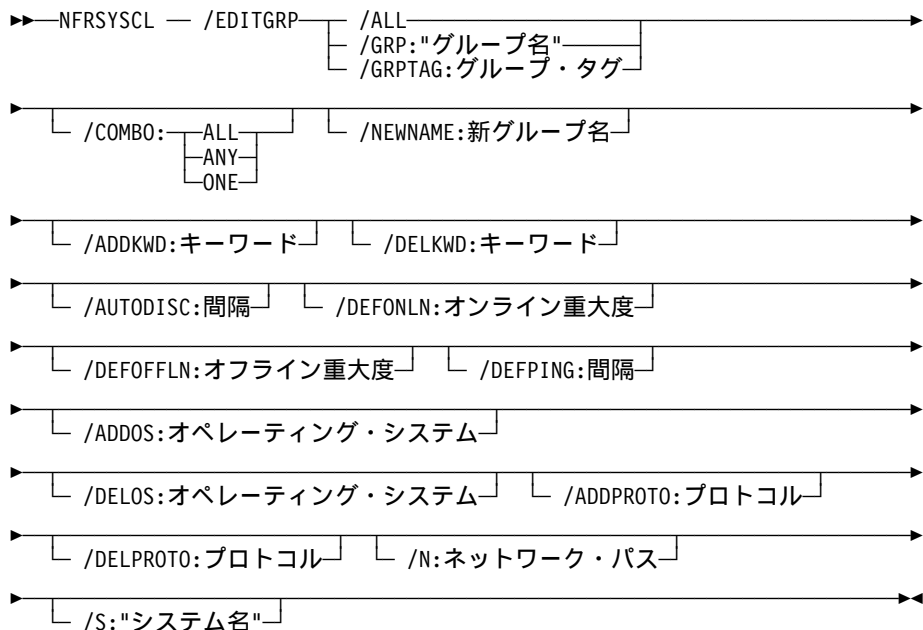 NFRSYSCL /EDITGRP /ALL
/GRP:"グループ名"
/GRPTAG:グループ・タグ
/COMBO: ALL /NEWNAME:新グループ名
ANY
ONE
/ADDKWD:キーワード /DELKWD:キーワード
/AUTODISC:間隔 /DEFONLN:オンライン重大度
/DEFOFFLN:オフライン重大度 /DEFPING:間隔
/ADDOS:オペレーティング・システム
/DELOS:オペレーティング・システム /ADDPROTO:プロトコル
/DELPROTO:プロトコル /N:ネットワーク・パス
/S:"システム名"